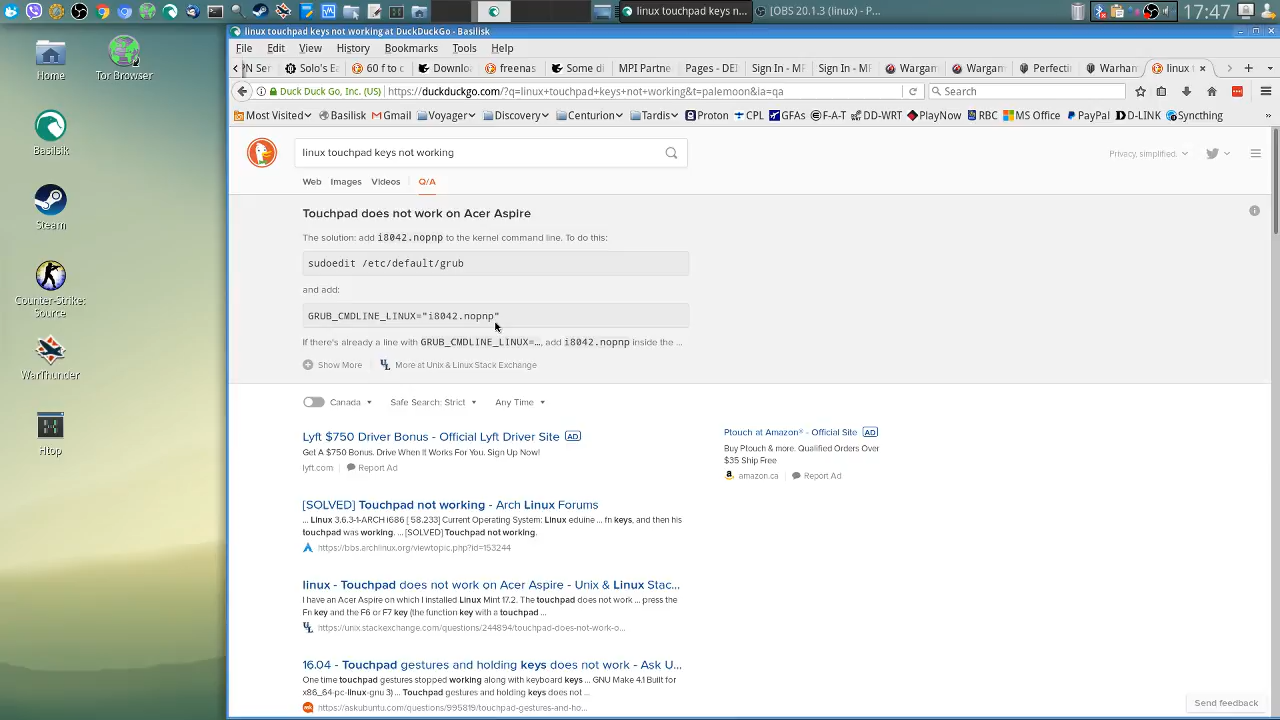 linux touchpad keys not working n...
[OBS 20.1.3 (linux) - P...
17:47
linux touchpad keys not working at DuckDuckGo - Basilisk
File Edit View History Bookmarks Tools Help
N Ser Solo's Ea 60 f to c Downlo freenas Some di MPI Partne Pages - DEI Sign In - MF Sign In - MF Wargan Wargam Perfecti Warhan linux t
Duck Duck Go, Inc. (US) https://duckduckgo.com/?q=linux+touchpad+keys+not+working&t=palemoon&ia=qa Search
Most Visited Basilisk Gmail Voyager Discovery Centurion Tardis Proton CPL GFAs F-A-T DD-WRT PayNow RBC MS Office PayPal D-LINK Syncthing
Home
Tor Browser
Basilsik
Steam
Counter-Strike:
Source
WarThunder
Htop
linux touchpad keys not working
Privacy, simplified.
Web Images Videos Q/A
Touchpad does not work on Acer Aspire
The solution: add i8042.nopnp to the kernel command line. To do this:
sudoedit /etc/default/grub
and add:
GRUB_CMDLINE_LINUX="i8042.nopnp"
If there's already a line with GRUB_CMDLINE_LINUX=…, add i8042.nopnp inside the ...
Show More More at Unix & Linux Stack Exchange
Canada Safe Search: Strict Any Time
Lyft $750 Driver Bonus - Official Lyft Driver Site AD
Get A $750 Bonus. Drive When It Works For You. Sign Up Now!
lyft.com Report Ad
Ptouch at Amazon® - Official Site AD
Buy Ptouch & more. Qualified Orders Over
$35 Ship Free
amazon.ca Report Ad
[SOLVED] Touchpad not working - Arch Linux Forums
... Linux 3.6.3-1-ARCH i686 [ 58.233] Current Operating System: Linux eduine ... fn keys, and then his
touchpad was working. ... [SOLVED] Touchpad not working.
https://bbs.archlinux.org/viewtopic.php?id=153244
linux - Touchpad does not work on Acer Aspire - Unix & Linux Stac...
I have an Acer Aspire on which I installed Linux Mint 17.2. The touchpad does not work ... press the
Fn key and the F6 or F7 key (the function key with a touchpad ...
https://unix.stackexchange.com/questions/244894/touchpad-does-not-work-o...
16.04 - Touchpad gestures and holding keys does not work - Ask U...
One time touchpad gestures stopped working along with keyboard keys ... GNU Make 4.1 Built for
x86_64-pc-linux-gnu 3) ... Touchpad gestures and holding keys does not ...
https://askubuntu.com/questions/995819/touchpad-gestures-and-ho...
Send feedback